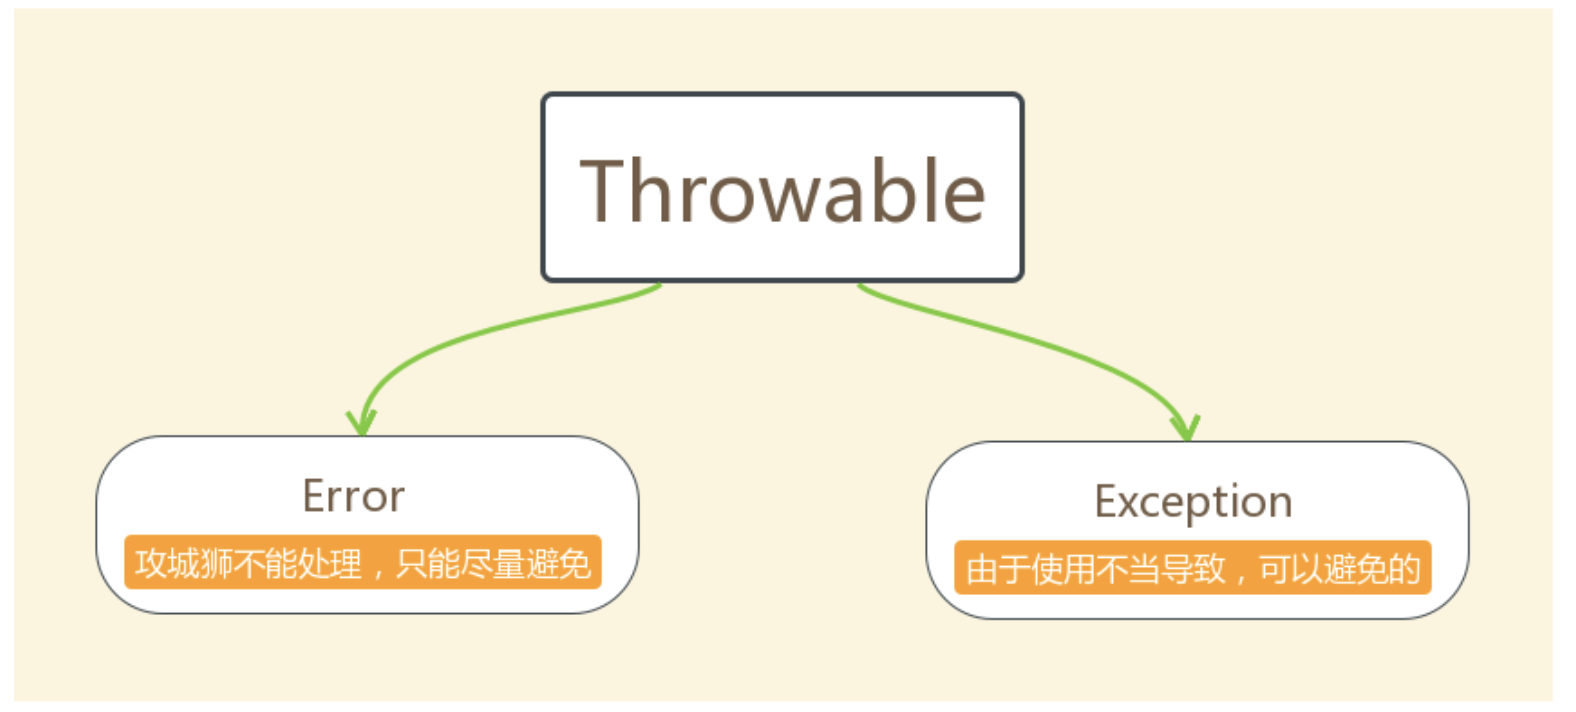 Throwable
Error
攻城狮不能处理，只能尽量避免
Exception
由于使用不当导致，可以避免的